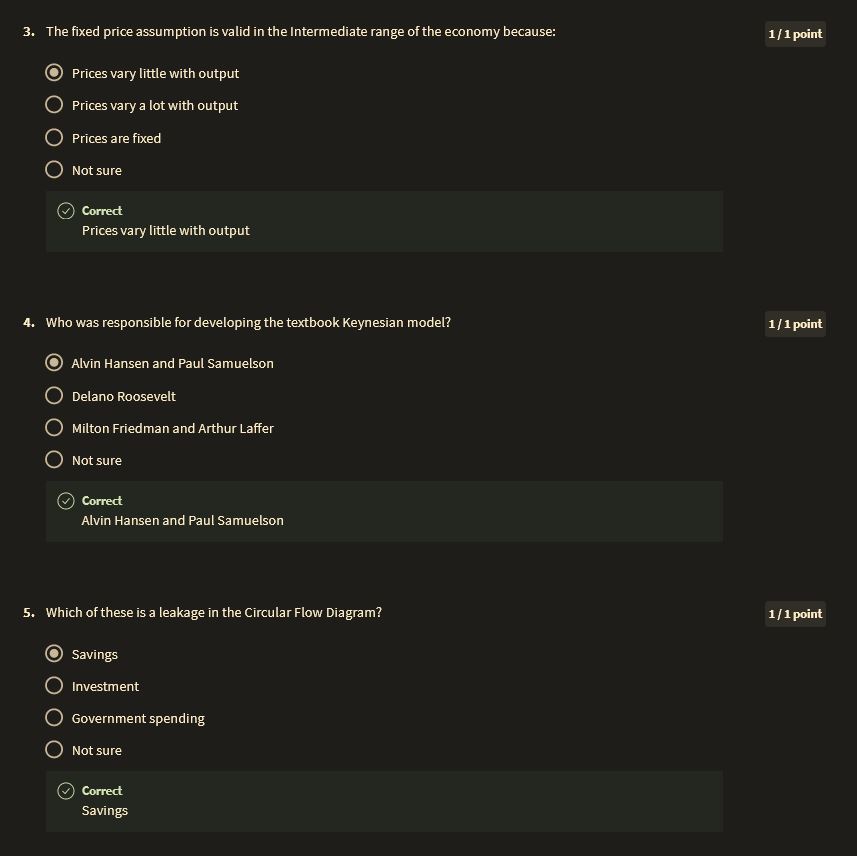 3. The fixed price assumption is valid in the Intermediate range of the economy because:
1 / 1 point
Prices vary little with output
Prices vary a lot with output
Prices are fixed
Not sure
Correct
Prices vary little with output
4. Who was responsible for developing the textbook Keynesian model?
1 / 1 point
Alvin Hansen and Paul Samuelson
Delano Roosevelt
Milton Friedman and Arthur Laffer
Not sure
Correct
Alvin Hansen and Paul Samuelson
5. Which of these is a leakage in the Circular Flow Diagram?
1 / 1 point
Savings
Investment
Government spending
Not sure
Correct
Savings